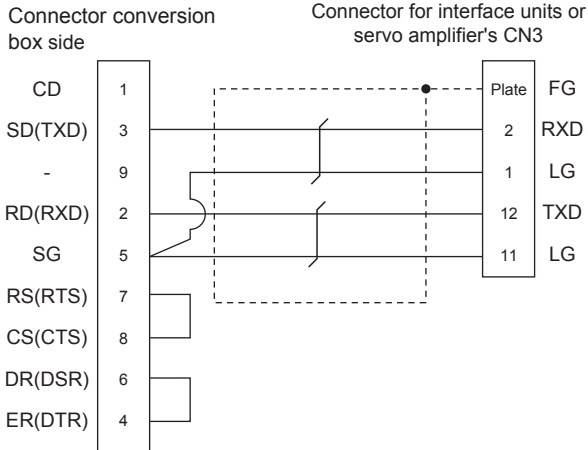 Connector conversion
box side
Connector for interface units or
servo amplifier's CN3
CD 1 Plate FG
SD(TXD) 3 2 RXD
- 9 1 LG
RD(RXD) 2 12 TXD
SG 5 11 LG
RS(RTS) 7
CS(CTS) 8
DR(DSR) 6
ER(DTR) 4